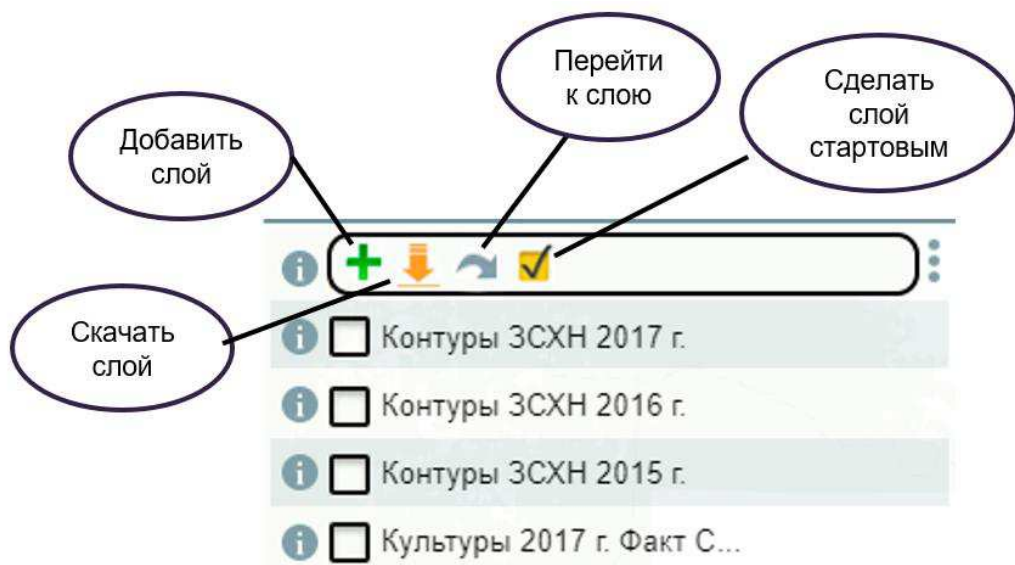 Перейти
к слою
Сделать
слой
стартовым
Добавить
слой
Скачать
слой
Контуры ЗСХН 2017 г.
Контуры ЗСХН 2016 г.
Контуры ЗСХН 2015 г.
Культуры 2017 г. Факт С...